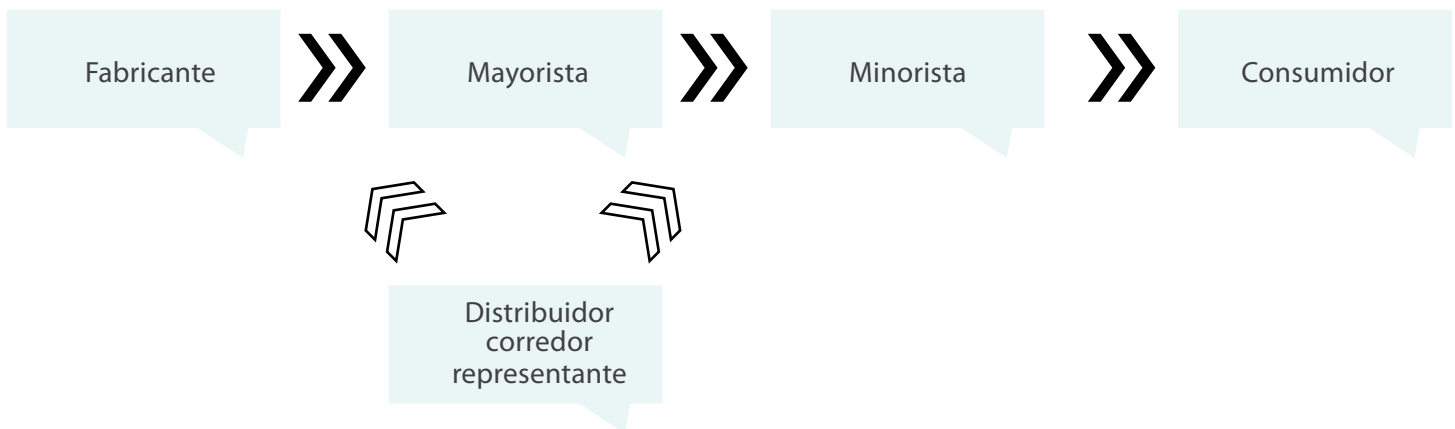 Fabricante
Mayorista
Minorista
Consumidor
Distribuidor
corredor
representante